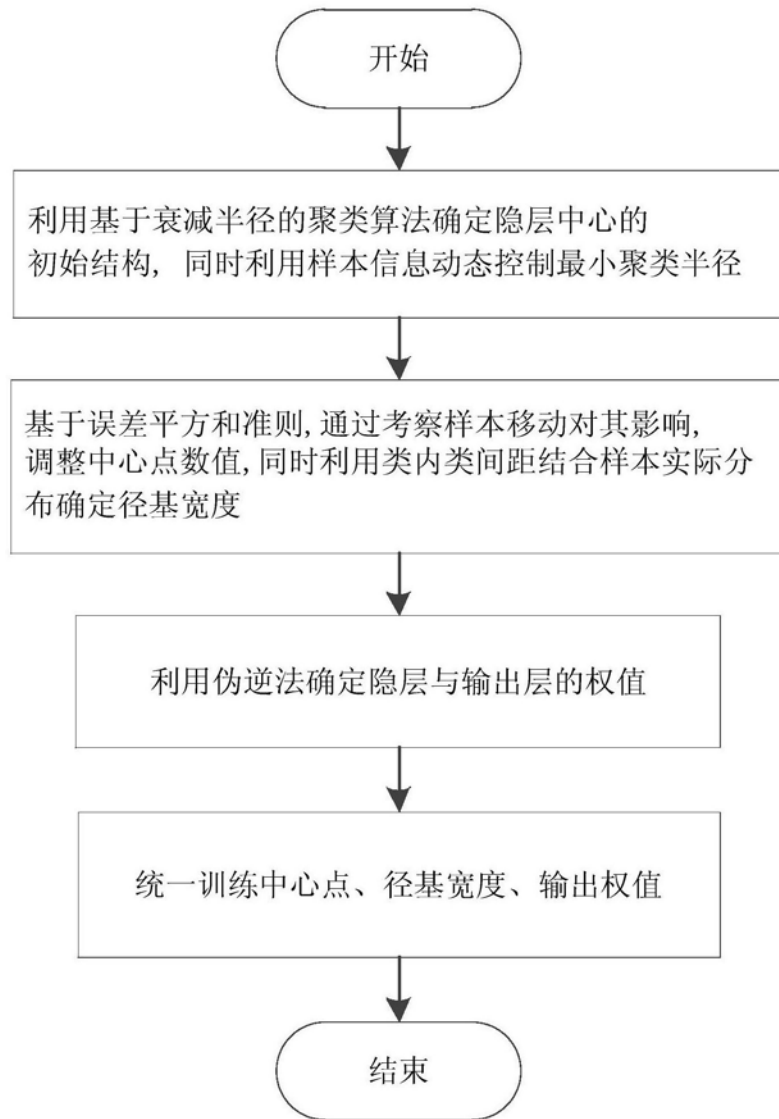 开始
利用基于衰减半径的聚类算法确定隐层中心的
初始结构, 同时利用样本信息动态控制最小聚类半径
基于误差平方和准则,通过考察样本移动对其影响,
调整中心点数值,同时利用类内类间距结合样本实际分
布确定径基宽度
利用伪逆法确定隐层与输出层的权值
统一训练中心点、径基宽度、输出权值
结束